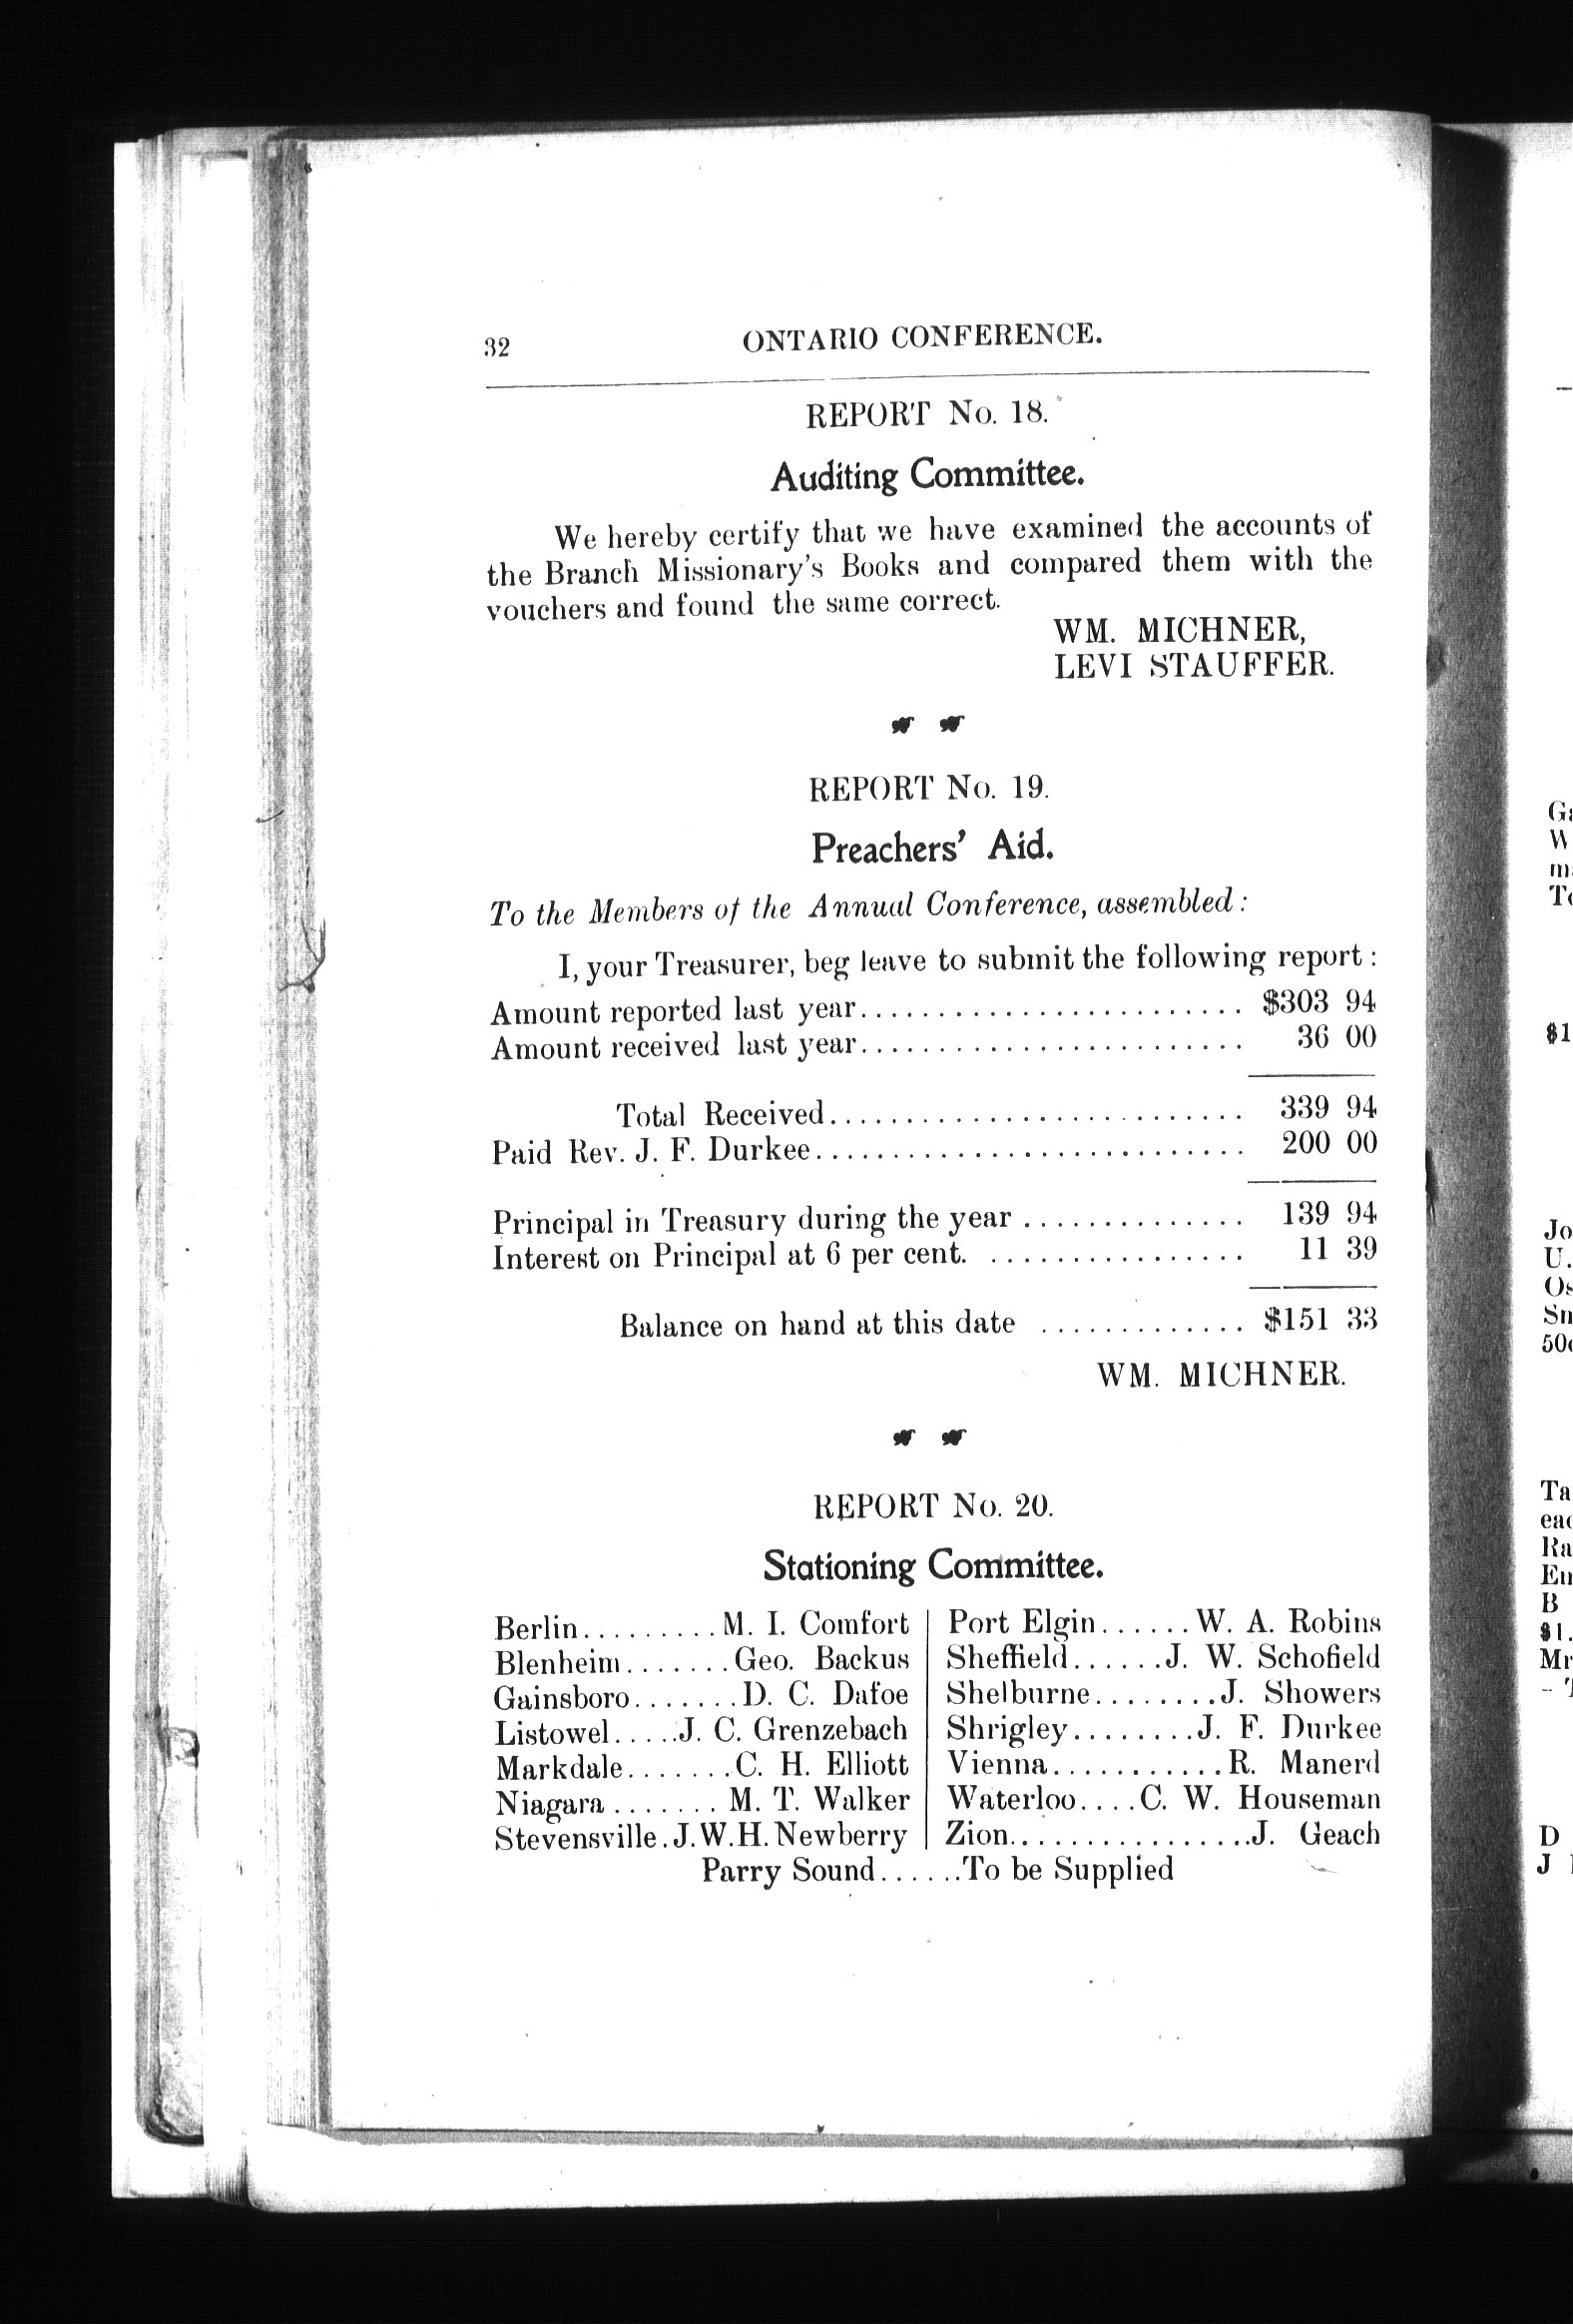 32 ONTARIO CONFERENCE.
REPORT No. 18.
Auditing Committee.
We hereby certify that we have examined the accounts of
the Branch Missionary's Books and compared them with the
vouchers and found the same correct.
WM. MICHNER,
LEVI STAUFFER.
REPORT No. 19.
Preachers' Aid.
To the Members of the Annual Conference, assembled :
I, your Treasurer, beg leave to submit the following report :
Amount reported last year......................... $303 94
Amount received last year......................... 36 00
Total Received........................... 339 94
Paid Rev. J. F. Durkee............................ 200 00
Principal in Treasury during the year .............. 139 94
Interest on Principal at 6 per cent. ................. 11 39
Balance on hand at this date ............. $151 33
WM. MICHNER.
REPORT No. 20.
Stationing Committee.
Berlin.........M. I. Comfort
Blenheim.......Geo. Backus
Gainsboro.......D. C. Dafoe
Listowel.....J. C. Grenzebach
Markdale.......C. H. Elliott
Niagara ....... M. T. Walker
Stevensville.J.W.H. Newberry
Port Elgin......W. A. Robins
Sheffield......J. W. Schofield
Shelburne........J. Showers
Shrigley........J. F. Durkee
Vienna...........R. Manerd
Waterloo....C. W. Houseman
Zion................J. Geach
Parry Sound......To be Supplied